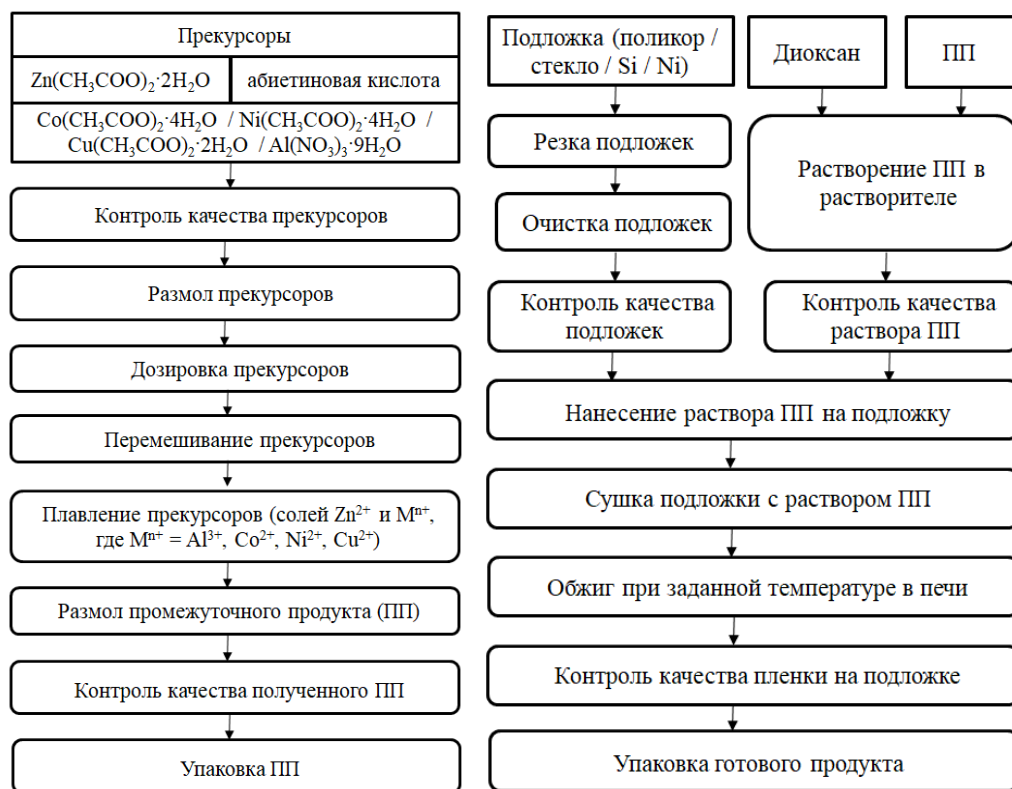 Прекурсоры
Zn(CH₃COO)₂·2H₂O
абиетиновая кислота
Co(CH₃COO)₂·4H₂O / Ni(CH₃COO)₂·4H₂O /
Cu(CH₃COO)₂·2H₂O / Al(NO₃)₃·9H₂O
Контроль качества прекурсоров
Размол прекурсоров
Дозировка прекурсоров
Перемешивание прекурсоров
Плавление прекурсоров (солей Zn²⁺ и Mⁿ⁺,
где Mⁿ⁺ = Al³⁺, Co²⁺, Ni²⁺, Cu²⁺)
Размол промежуточного продукта (ПП)
Контроль качества полученного ПП
Упаковка ПП
Подложка (поликор /
стекло / Si / Ni)
Диоксан
ПП
Резка подложек
Очистка подложек
Контроль качества
подложек
Растворение ПП в
растворителе
Контроль качества
раствора ПП
Нанесение раствора ПП на подложку
Сушка подложки с раствором ПП
Обжиг при заданной температуре в печи
Контроль качества пленки на подложке
Упаковка готового продукта